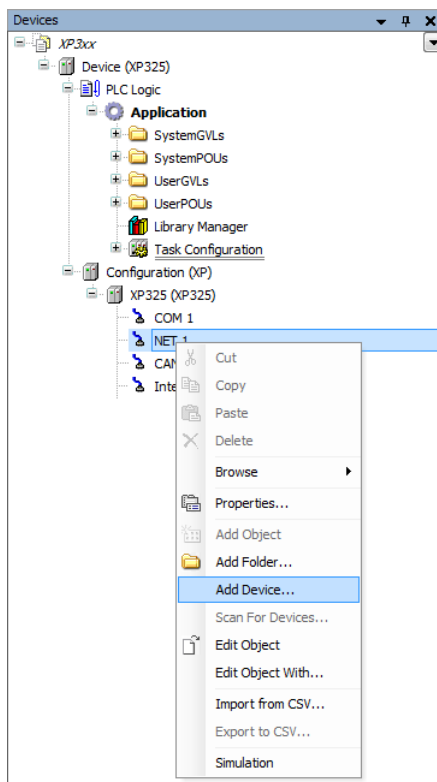 Devices
XP3xx
Device (XP325)
PLC Logic
Application
SystemGVLs
SystemPOUs
UserGVLs
UserPOUs
Library Manager
Task Configuration
Configuration (XP)
XP325 (XP325)
COM 1
NET 1
CAN
Inte
Cut
Copy
Paste
Delete
Browse
Properties...
Add Object
Add Folder...
Add Device...
Scan For Devices...
Edit Object
Edit Object With...
Import from CSV...
Export to CSV...
Simulation